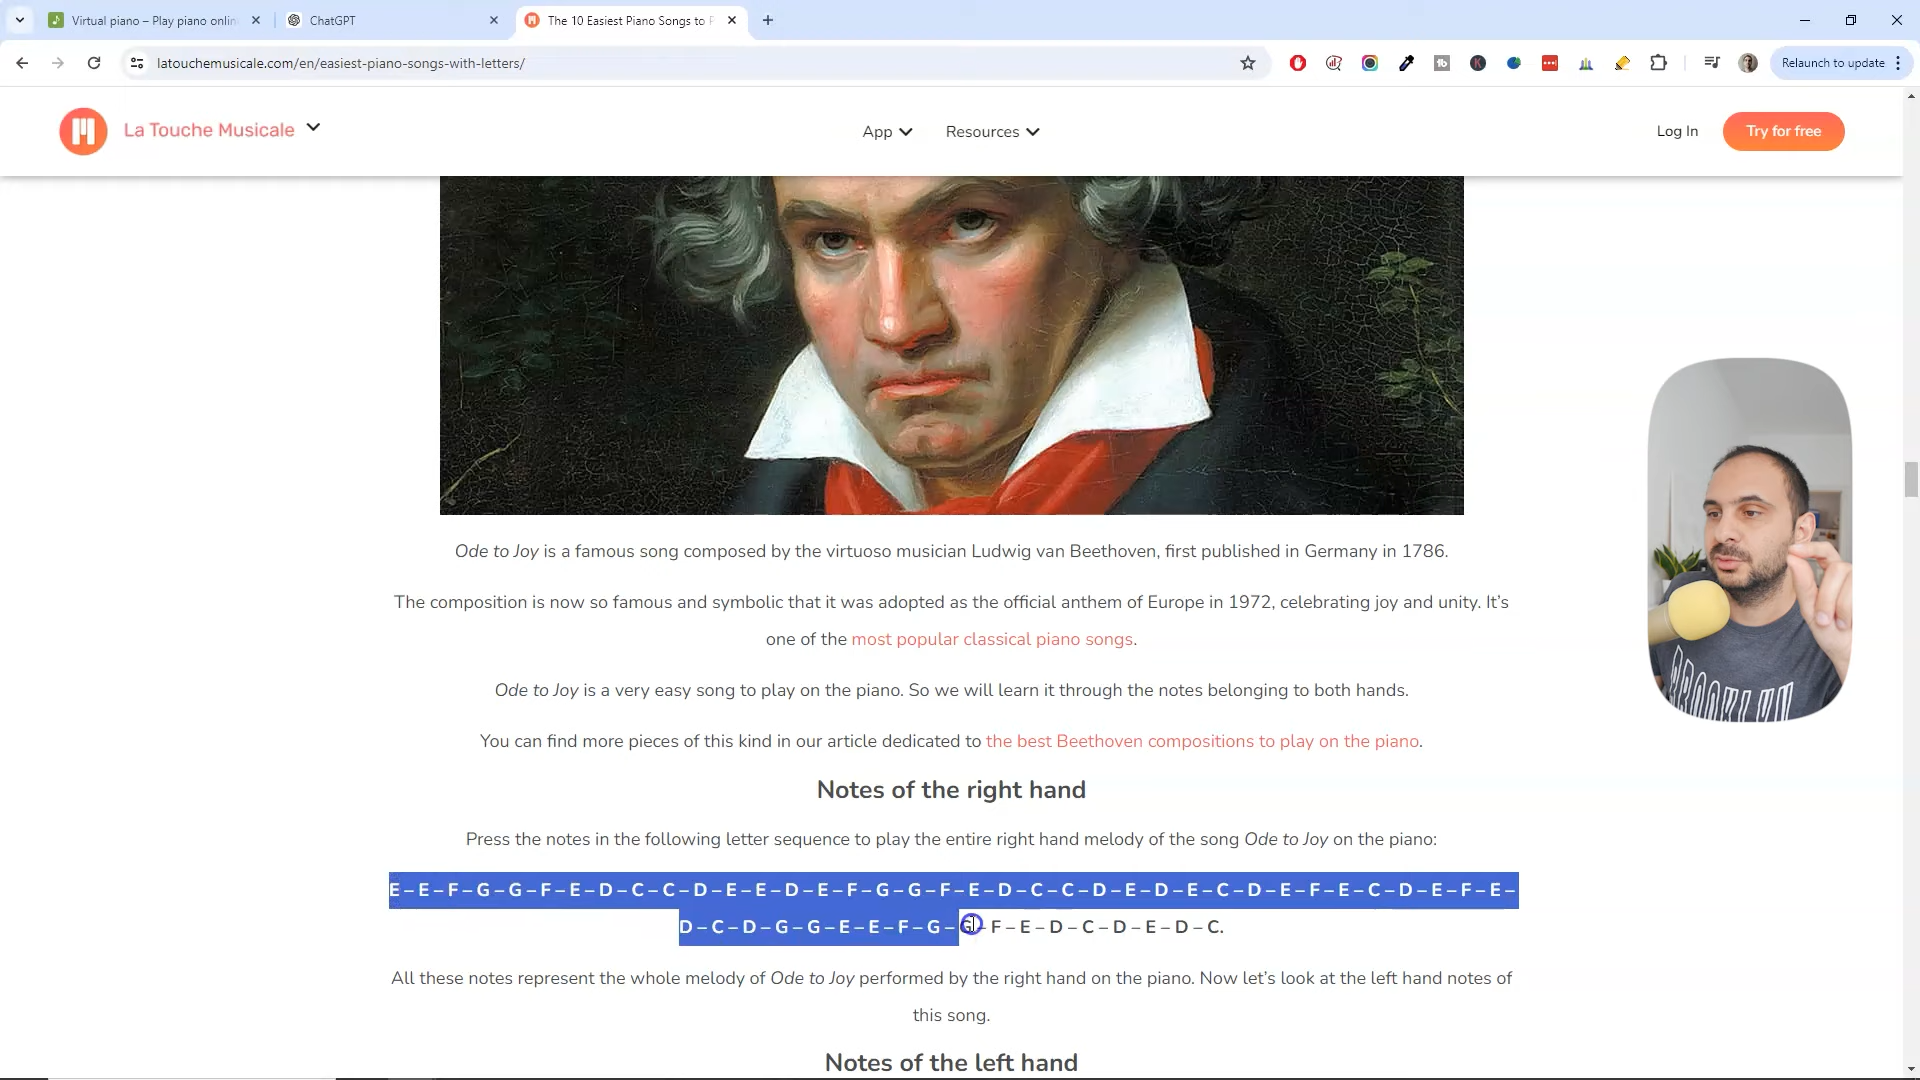 Virtual piano – Play piano onlin
ChatGPT
The 10 Easiest Piano Songs to P
latouchemusicale.com/en/easiest-piano-songs-with-letters/
Relaunch to update
La Touche Musicale
App
Resources
Log In
Try for free
Ode to Joy is a famous song composed by the virtuoso musician Ludwig van Beethoven, first published in Germany in 1786.
The composition is now so famous and symbolic that it was adopted as the official anthem of Europe in 1972, celebrating joy and unity. It’s
one of the most popular classical piano songs.
Ode to Joy is a very easy song to play on the piano. So we will learn it through the notes belonging to both hands.
You can find more pieces of this kind in our article dedicated to the best Beethoven compositions to play on the piano.
Notes of the right hand
Press the notes in the following letter sequence to play the entire right hand melody of the song Ode to Joy on the piano:
E – E – F – G – G – F – E – D – C – C – D – E – E – D – E – F – G – G – F – E – D – C – C – D – E – D – E – C – D – E – F – E – C – D – E – F – E –
D – C – D – G – G – E – E – F – G – G – F – E – D – C – D – E – D – C.
All these notes represent the whole melody of Ode to Joy performed by the right hand on the piano. Now let’s look at the left hand notes of
this song.
Notes of the left hand